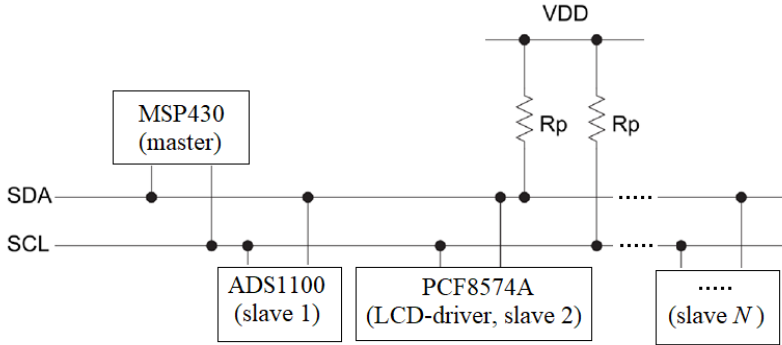 VDD
MSP430
(master)
Rp
Rp
SDA
.....
SCL
.....
ADS1100
(slave 1)
PCF8574A
(LCD-driver, slave 2)
.....
(slave N )